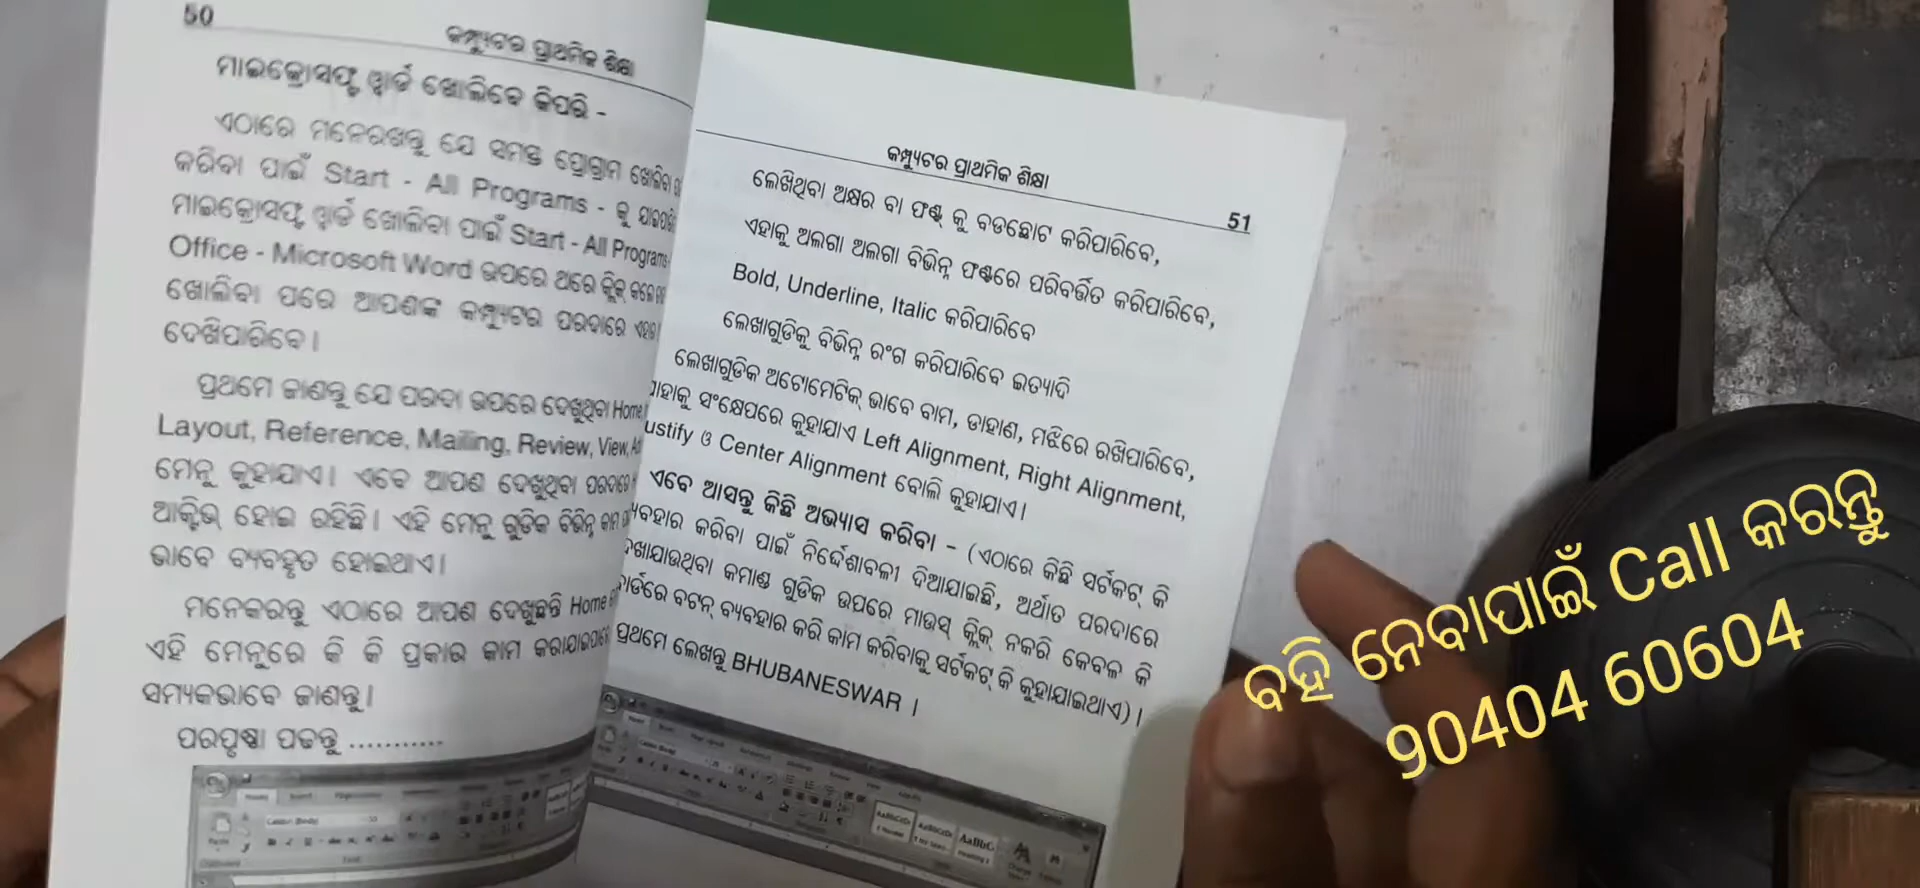 50
କମ୍ପ୍ୟୁଟର ପ୍ରାଥମିକ ଶିକ୍ଷା
ମାଇକ୍ରୋସଫ୍ଟ ୱାର୍ଡ ଖୋଲିବେ କିପରି -
ଏଠାରେ ମନେରଖନ୍ତୁ ଯେ ସମସ୍ତ ପ୍ରୋଗ୍ରାମ ଖୋଲିବା
କରିବା ପାଇଁ Start - All Programs - କୁ
ମାଇକ୍ରୋସଫ୍ଟ ୱାର୍ଡ ଖୋଲିବା ପାଇଁ Start - All Programs -
Office - Microsoft Word ଉପରେ ଥରେ କ୍ଲିକ୍ କଲେ
ଖୋଲିବା ପରେ ଆପଣଙ୍କ କମ୍ପ୍ୟୁଟର ପରଦାରେ
ଦେଖିପାରିବେ।
ପ୍ରଥମେ ଜାଣନ୍ତୁ ଯେ ପରଦା ଉପରେ ଦେଖୁଥିବା Home,
Layout, Reference, Mailing, Review, View,
ମେନୁ କୁହାଯାଏ। ଏବେ ଆପଣ ଦେଖୁଥିବା ପରଦାରେ
ଆକ୍ଟିଭ୍ ହୋଇ ରହିଛି। ଏହି ମେନୁ ଗୁଡିକ ବିଭିନ୍ନ କାମ
ଭାବେ ବ୍ୟବହୃତ ହୋଇଥାଏ।
ମନେକରନ୍ତୁ ଏଠାରେ ଆପଣ ଦେଖୁଛନ୍ତି Home
ଏହି ମେନୁରେ କି କି ପ୍ରକାର କାମ
ସମ୍ୟକଭାବେ ଜାଣନ୍ତୁ।
ପରପୃଷ୍ଠା ପଢନ୍ତୁ ...........
କମ୍ପ୍ୟୁଟର ପ୍ରାଥମିକ ଶିକ୍ଷା
51
ଲେଖିଥିବା ଅକ୍ଷର ବା ଫଣ୍ଟ୍ କୁ ବଡଛୋଟ କରିପାରିବେ,
ଏହାକୁ ଅଲଗା ଅଲଗା ବିଭିନ୍ନ ଫଣ୍ଟରେ ପରିବର୍ତ୍ତିତ କରିପାରିବେ,
Bold, Underline, Italic କରିପାରିବେ
ଲେଖାଗୁଡିକୁ ବିଭିନ୍ନ ରଂଗ କରିପାରିବେ ଇତ୍ୟାଦି
ଲେଖାଗୁଡିକ ଅଟୋମେଟିକ୍ ଭାବେ ବାମ, ଡାହାଣ, ମଝିରେ ରଖିପାରିବେ,
ଯାହାକୁ ସଂକ୍ଷେପରେ କୁହାଯାଏ Left Alignment, Right Alignment,
ustify ଓ Center Alignment ବୋଲି କୁହାଯାଏ।
ଏବେ ଆସନ୍ତୁ କିଛି ଅଭ୍ୟାସ କରିବା - (ଏଠାରେ କିଛି ସର୍ଟକଟ୍ କି
ବ୍ୟବହାର କରିବା ପାଇଁ ନିର୍ଦ୍ଦେଶାବଳୀ ଦିଆଯାଇଛି, ଅର୍ଥାତ ପରଦାରେ
ଦେଖାଯାଉଥିବା କମାଣ୍ଡ ଗୁଡିକ ଉପରେ ମାଉସ୍ କ୍ଲିକ୍ ନକରି କେବଳ କି
ବୋର୍ଡରେ ବଟନ୍ ବ୍ୟବହାର କରି କାମ କରିବାକୁ ସର୍ଟକଟ୍ କି କୁହାଯାଇଥାଏ)।
ପ୍ରଥମେ ଲେଖନ୍ତୁ BHUBANESWAR ।
ବହି ନେବାପାଇଁ Call କରନ୍ତୁ
90404 60604